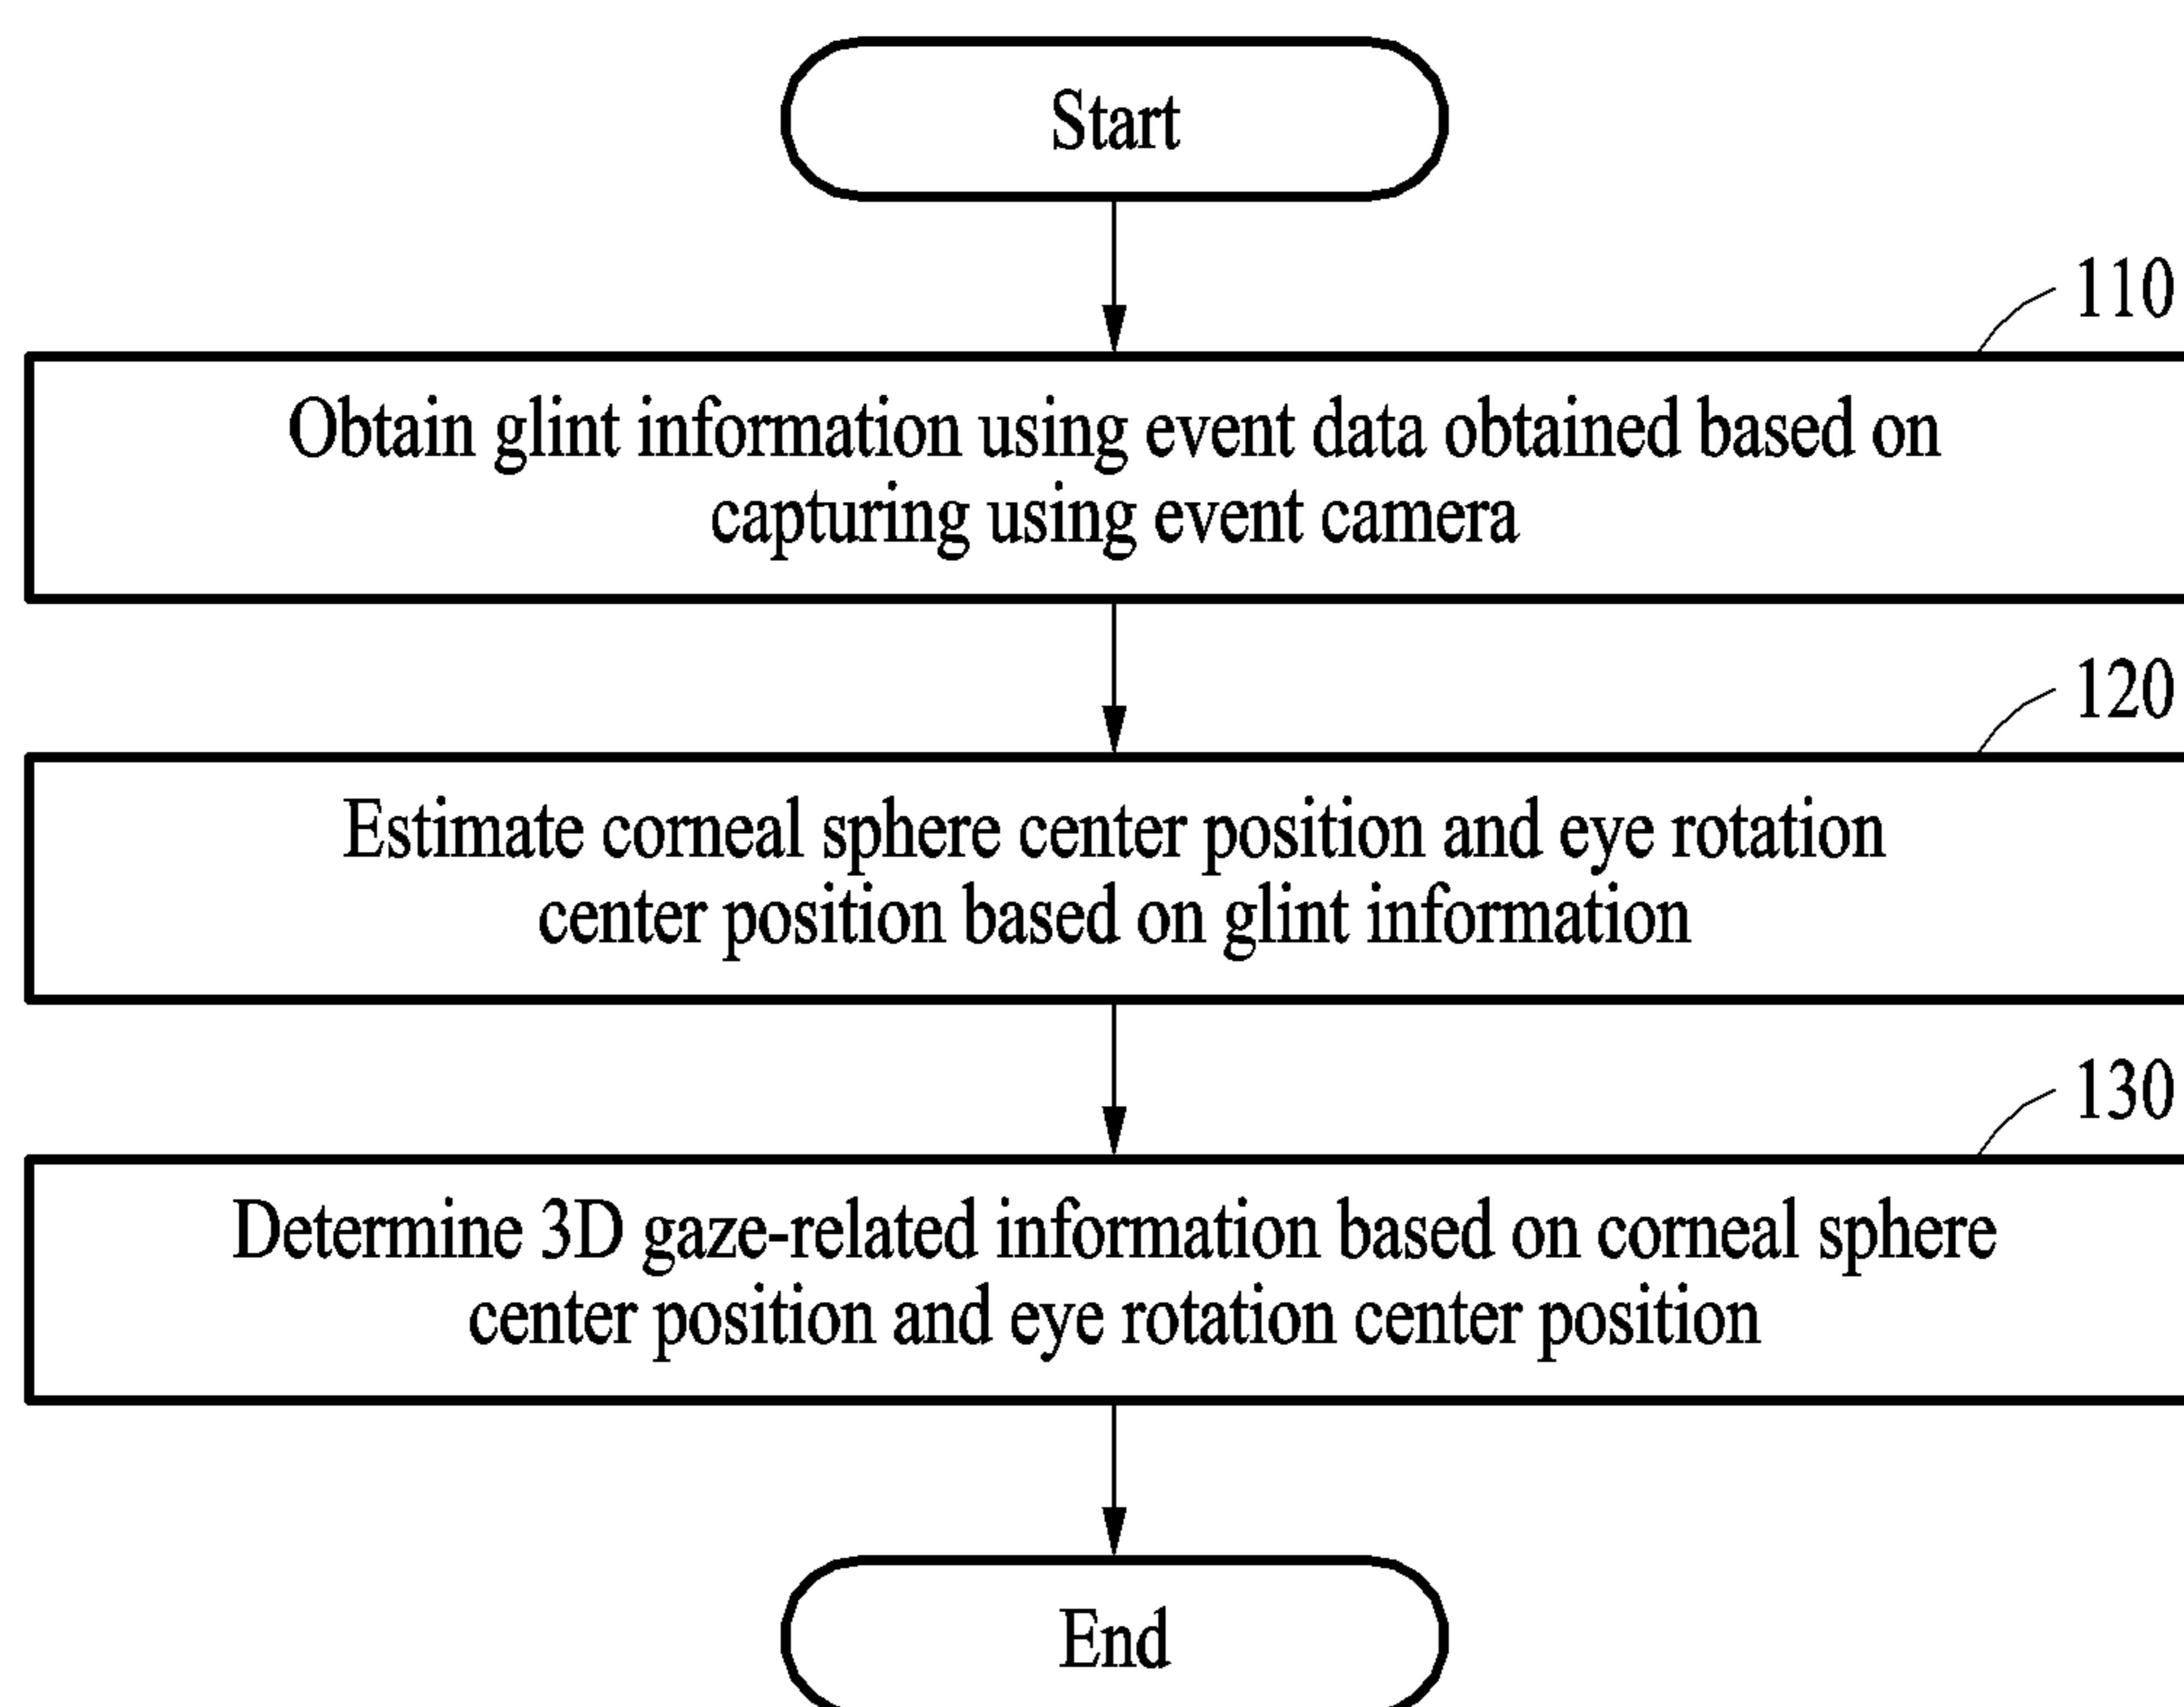 Start
110
Obtain glint information using event data obtained based on
capturing using event camera
120
Estimate corneal sphere center position and eye rotation
center position based on glint information
130
Determine 3D gaze-related information based on corneal sphere
center position and eye rotation center position
End